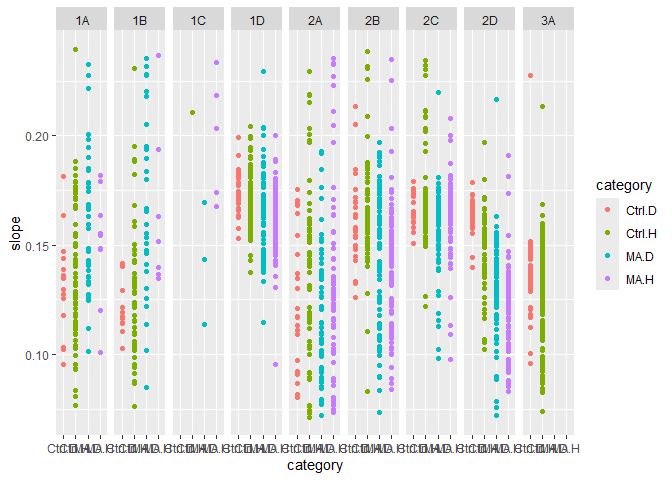 1A 1B 1C 1D 2A 2B 2C 2D 3A
slope
0.20
0.15
0.10
category
category
Ctrl.D
Ctrl.H
MA.D
MA.H